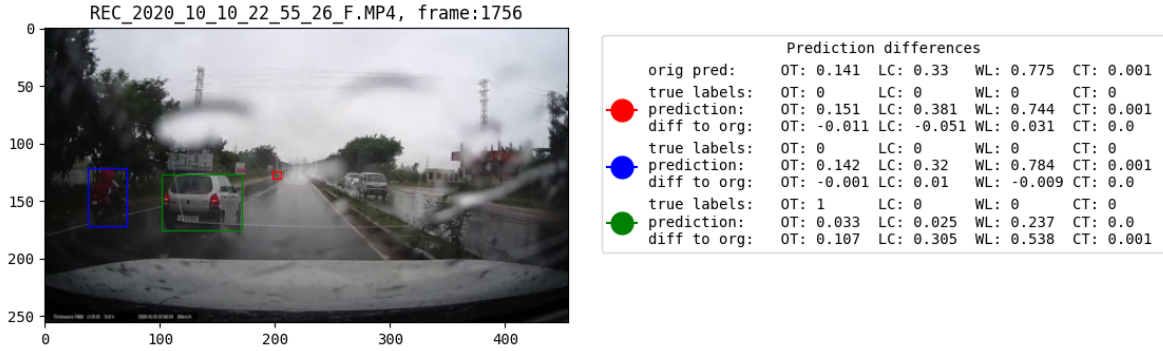 REC_2020_10_10_22_55_26_F.MP4, frame:1756
0
50
100
150
200
250
0 100 200 300 400
Prediction differences
orig pred: OT: 0.141 LC: 0.33 WL: 0.775 CT: 0.001
true labels: OT: 0 LC: 0 WL: 0 CT: 0
prediction: OT: 0.151 LC: 0.381 WL: 0.744 CT: 0.001
diff to org: OT: -0.011 LC: -0.051 WL: 0.031 CT: 0.0
true labels: OT: 0 LC: 0 WL: 0 CT: 0
prediction: OT: 0.142 LC: 0.32 WL: 0.784 CT: 0.001
diff to org: OT: -0.001 LC: 0.01 WL: -0.009 CT: 0.0
true labels: OT: 1 LC: 0 WL: 0 CT: 0
prediction: OT: 0.033 LC: 0.025 WL: 0.237 CT: 0.0
diff to org: OT: 0.107 LC: 0.305 WL: 0.538 CT: 0.001